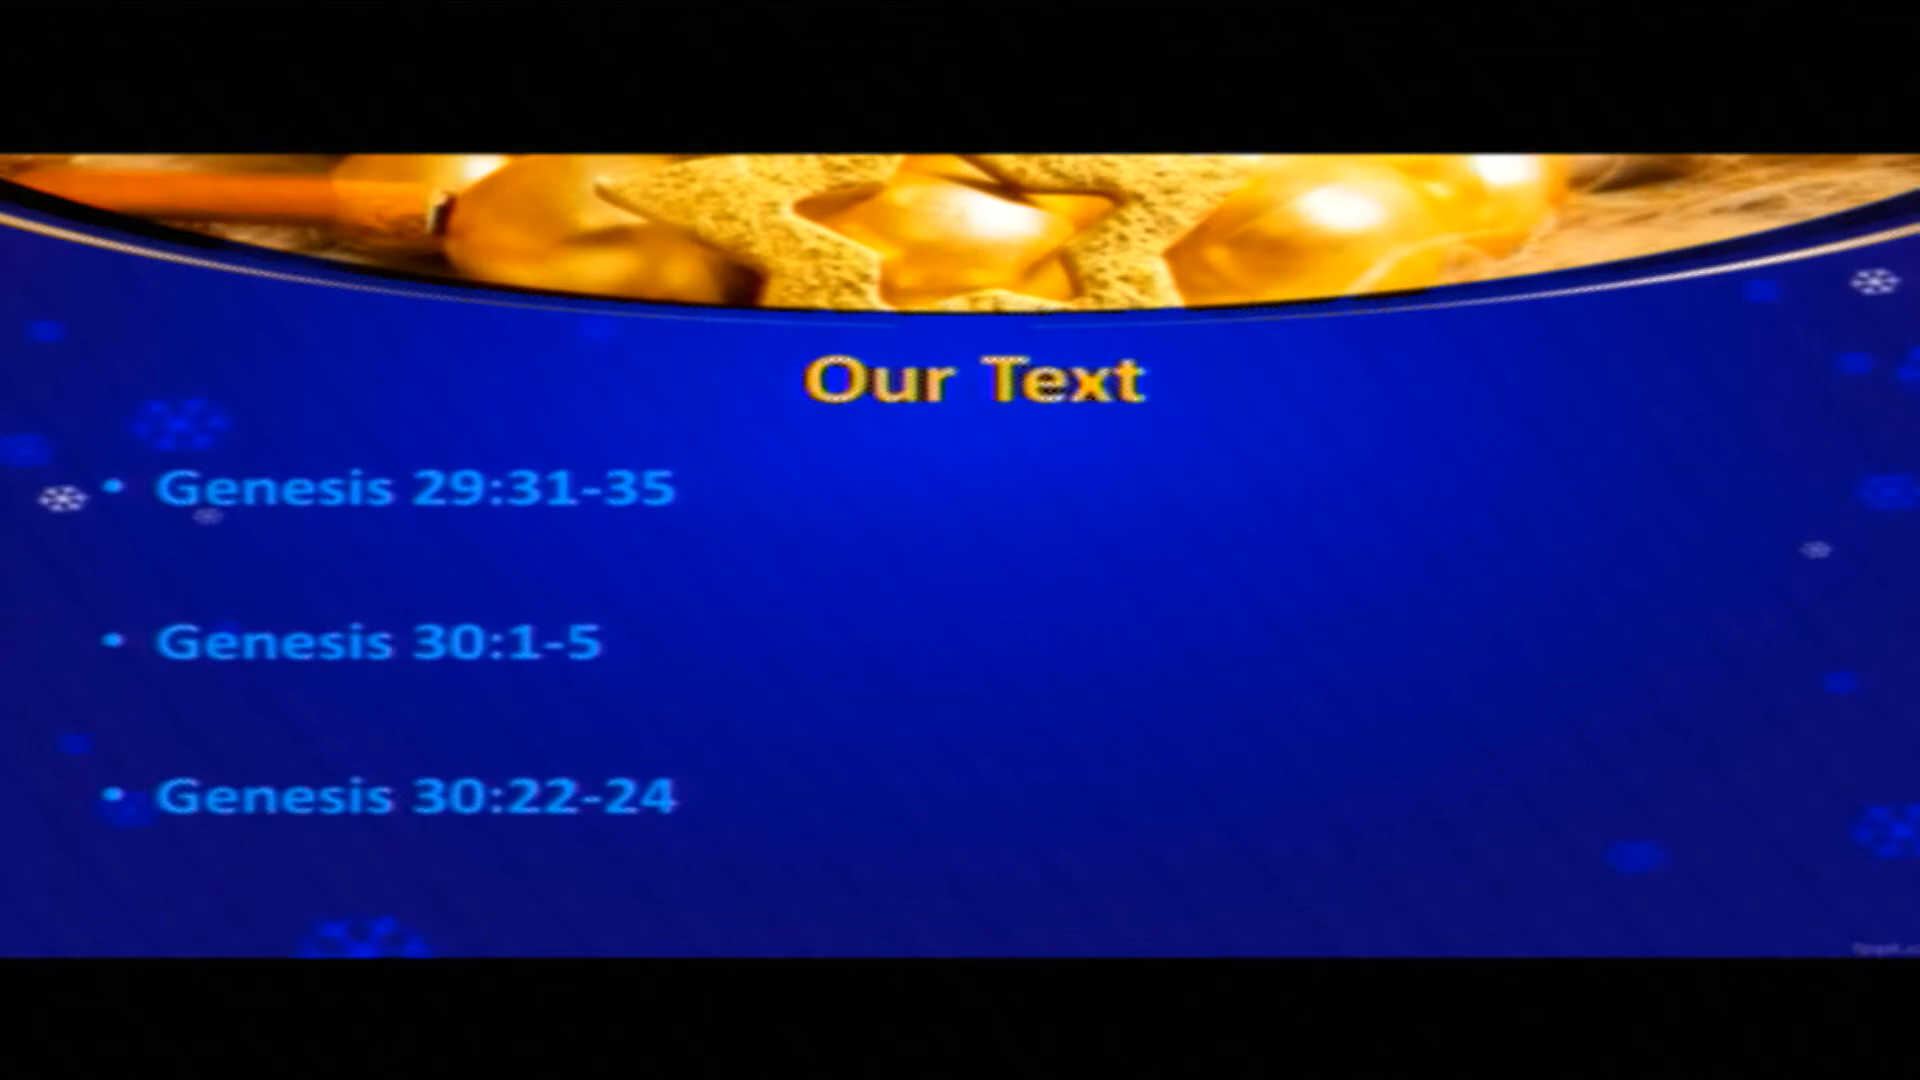 Our Text
• Genesis 29:31-35
• Genesis 30:1-5
• Genesis 30:22-24